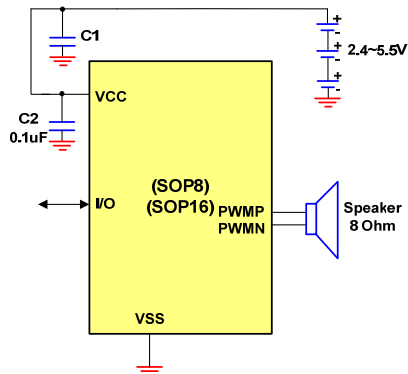 +
-
+
-
+
-
2.4~5.5V
C1
VCC
C2
0.1uF
I/O
(SOP8)
(SOP16)
PWMP
PWMN
Speaker
8 Ohm
VSS